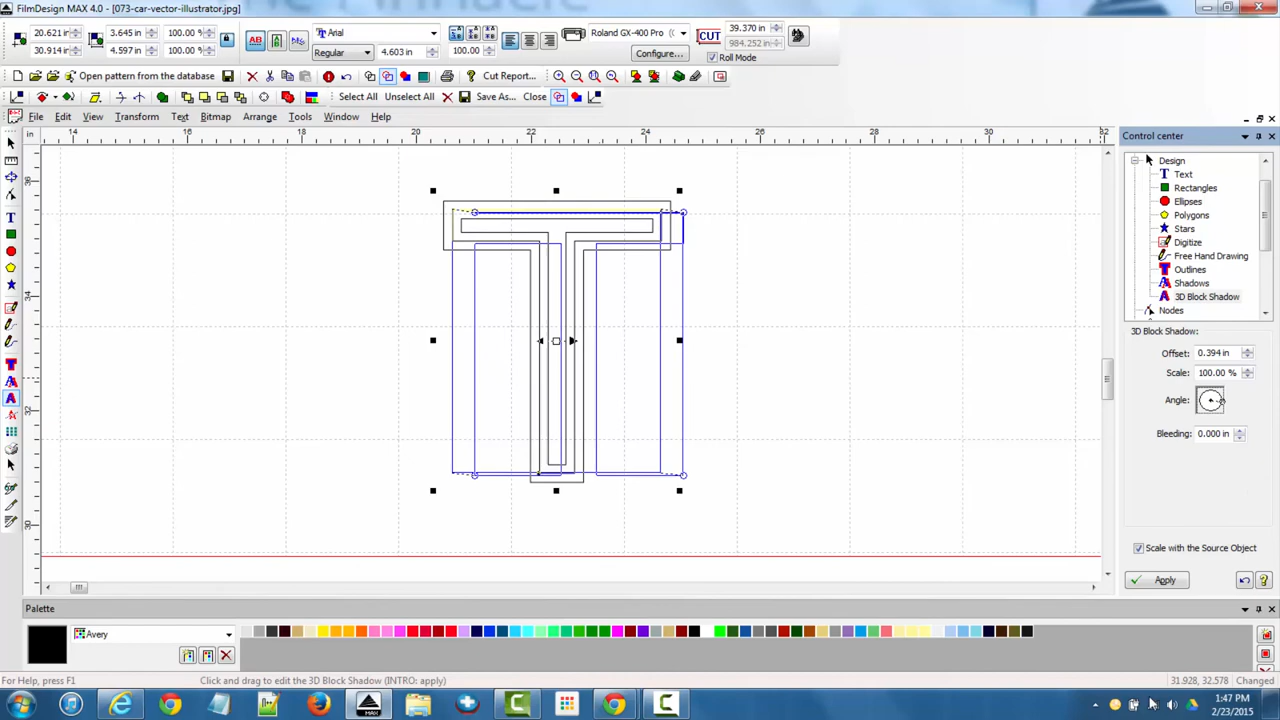 FilmDesign MAX 4.0 - [073-car-vector-illustrator.jpg]
20.621 in 3.645 in 100.00 % Arial Roland GX-400 Pro 39.370 in
30.514 in 4.597 in 100.00 % Regular 4.603 in 100.00 Configure... CUT 984.252 in
Roll Mode
Open pattern from the database Cut Report...
Select All Unselect All Save As... Close
File Edit View Transform Text Bitmap Arrange Tools Window Help
in 14 16 18 20 22 24 26 28 30 32
36
34
32
30
Control center
Design
Text
Rectangles
Ellipses
Polygons
Stars
Digitize
Free Hand Drawing
Outlines
Shadows
3D Block Shadow
Nodes
3D Block Shadow:
Offset: 0.394 in
Scale: 100.00 %
Angle:
Bleeding: 0.000 in
Scale with the Source Object
Apply
Palette
Avery
For Help, press F1 Click and drag to edit the 3D Block Shadow (INTRO: apply) 31.928, 32.578 Changed
MAX
1:47 PM
2/23/2015